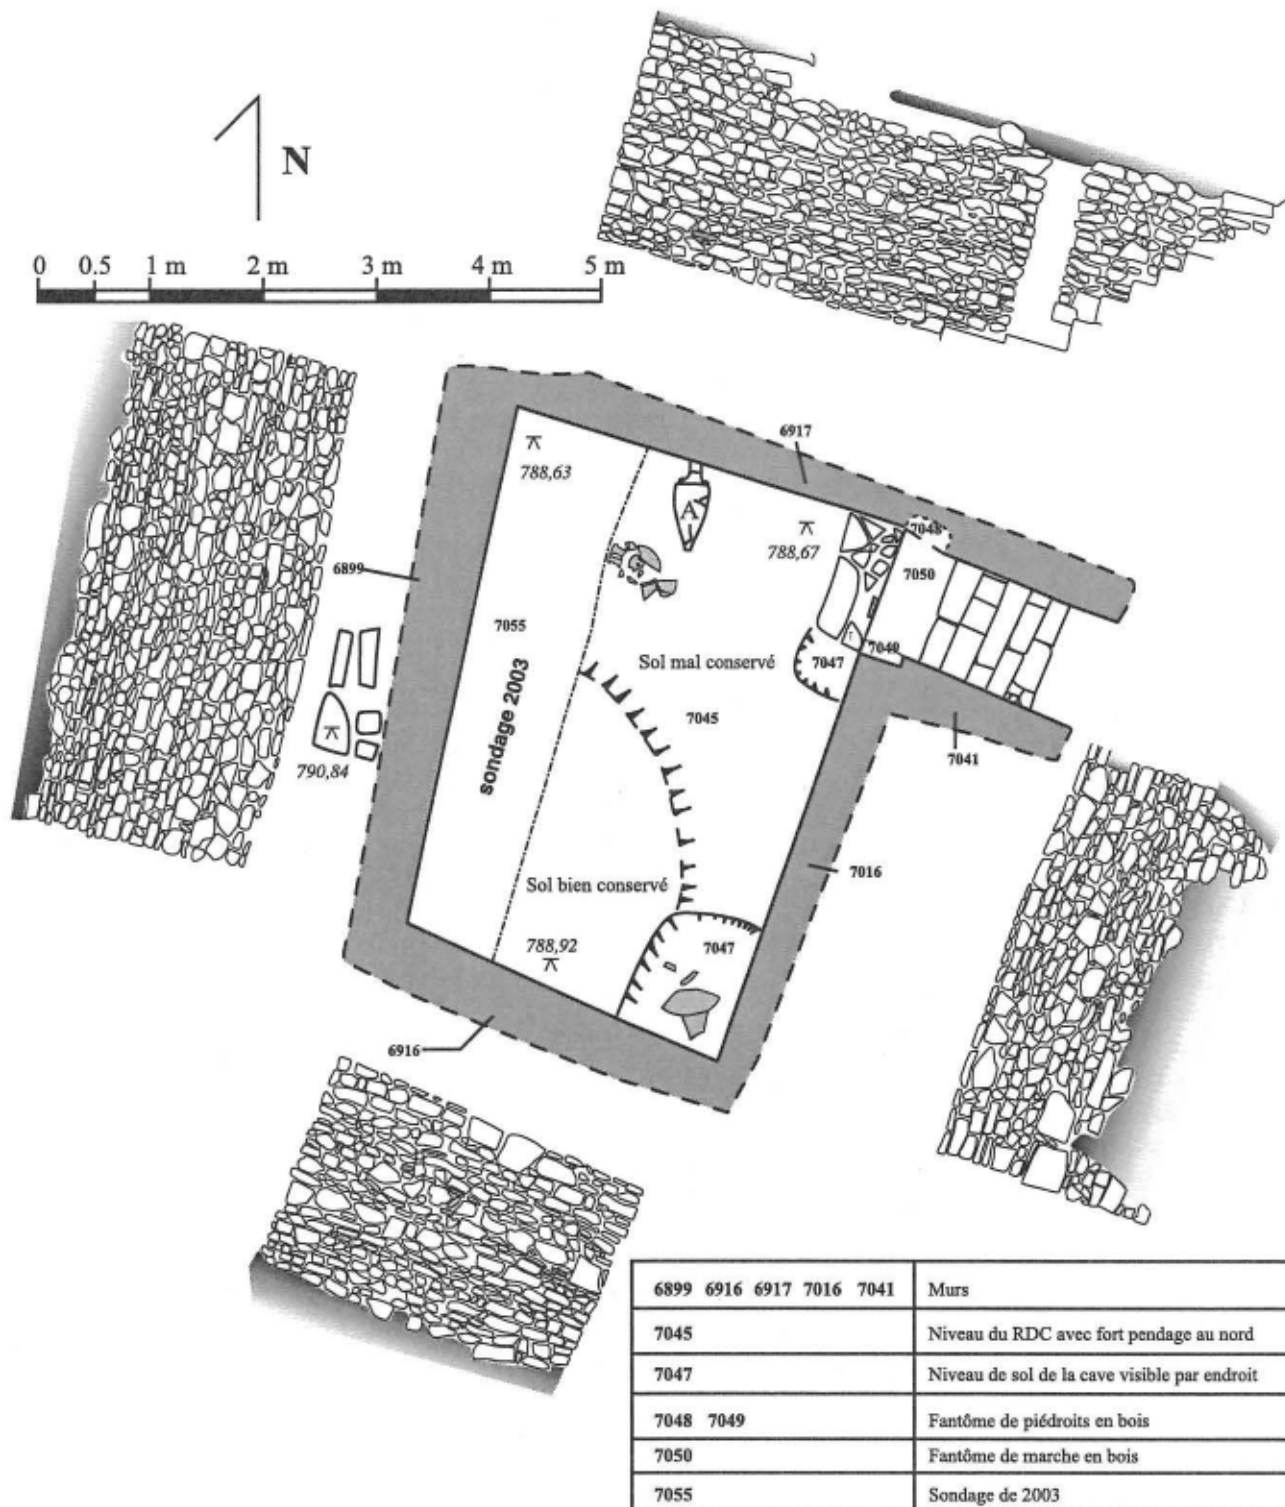 N
0 0.5 1 m 2 m 3 m 4 m 5 m
6917
788,63
A
788,67
7048
7050
6899
7055
sondage 2003
Sol mal conservé
7047
7040
7045
7041
790,84
7016
Sol bien conservé
788,92
7047
6916
6899 6916 6917 7016 7041 Murs
7045 Niveau du RDC avec fort pendage au nord
7047 Niveau de sol de la cave visible par endroit
7048 7049 Fantôme de piédroits en bois
7050 Fantôme de marche en bois
7055 Sondage de 2003